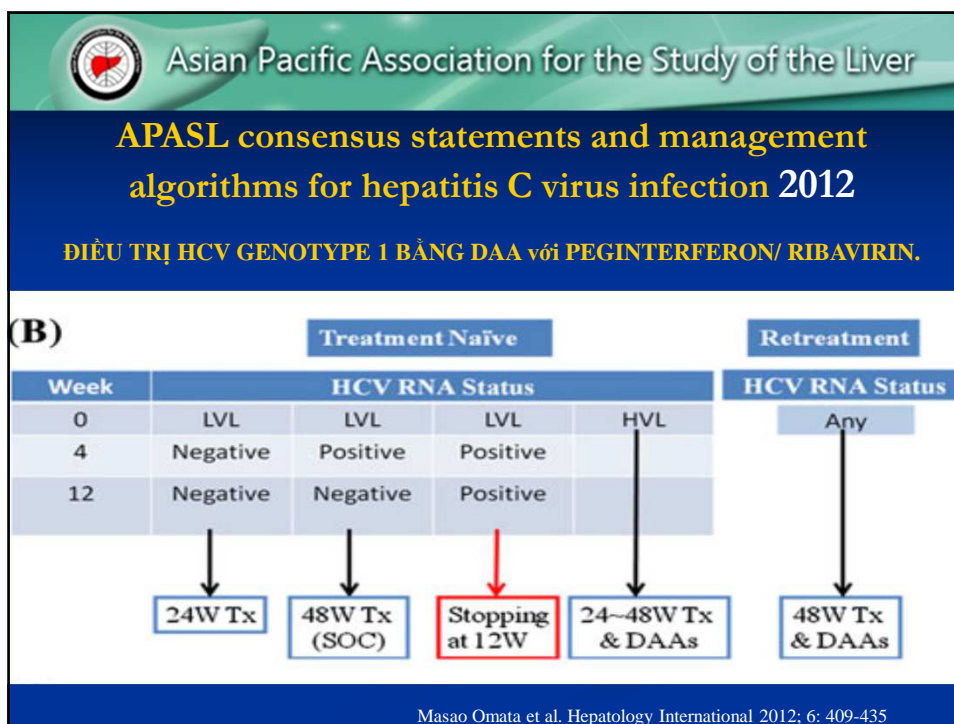 Asian Pacific Association for the Study of the Liver
APASL consensus statements and management
algorithms for hepatitis C virus infection 2012
ĐIỀU TRỊ HCV GENOTYPE 1 BẰNG DAA với PEGINTERFERON/ RIBAVIRIN.
(B) Treatment Naïve Retreatment
Week HCV RNA Status HCV RNA Status
0 LVL LVL LVL HVL Any
4 Negative Positive Positive
12 Negative Negative Positive
24W Tx 48W Tx (SOC) Stopping at 12W 24~48W Tx & DAAs 48W Tx & DAAs
Masao Omata et al. Hepatology International 2012; 6: 409-435